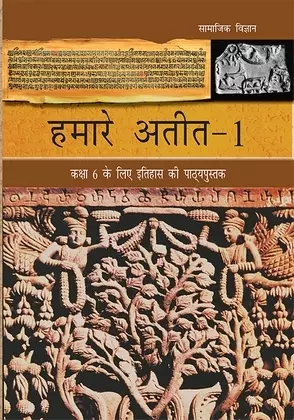 सामाजिक विज्ञान
हमारे अतीत-1
कक्षा 6 के लिए इतिहास की पाठ्यपुस्तक